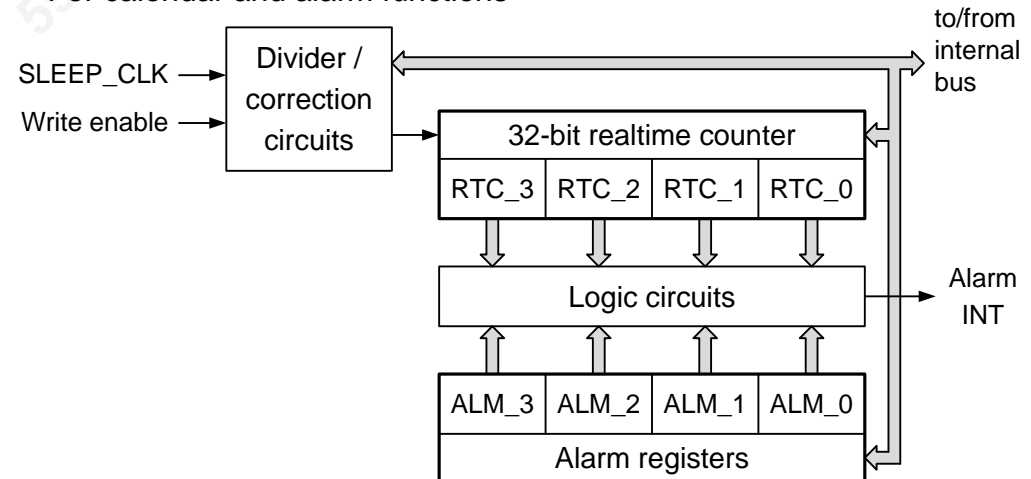 to/from
internal
bus
SLEEP_CLK
Write enable
Divider /
correction
circuits
32-bit realtime counter
RTC_3 RTC_2 RTC_1 RTC_0
Logic circuits
Alarm
INT
ALM_3 ALM_2 ALM_1 ALM_0
Alarm registers